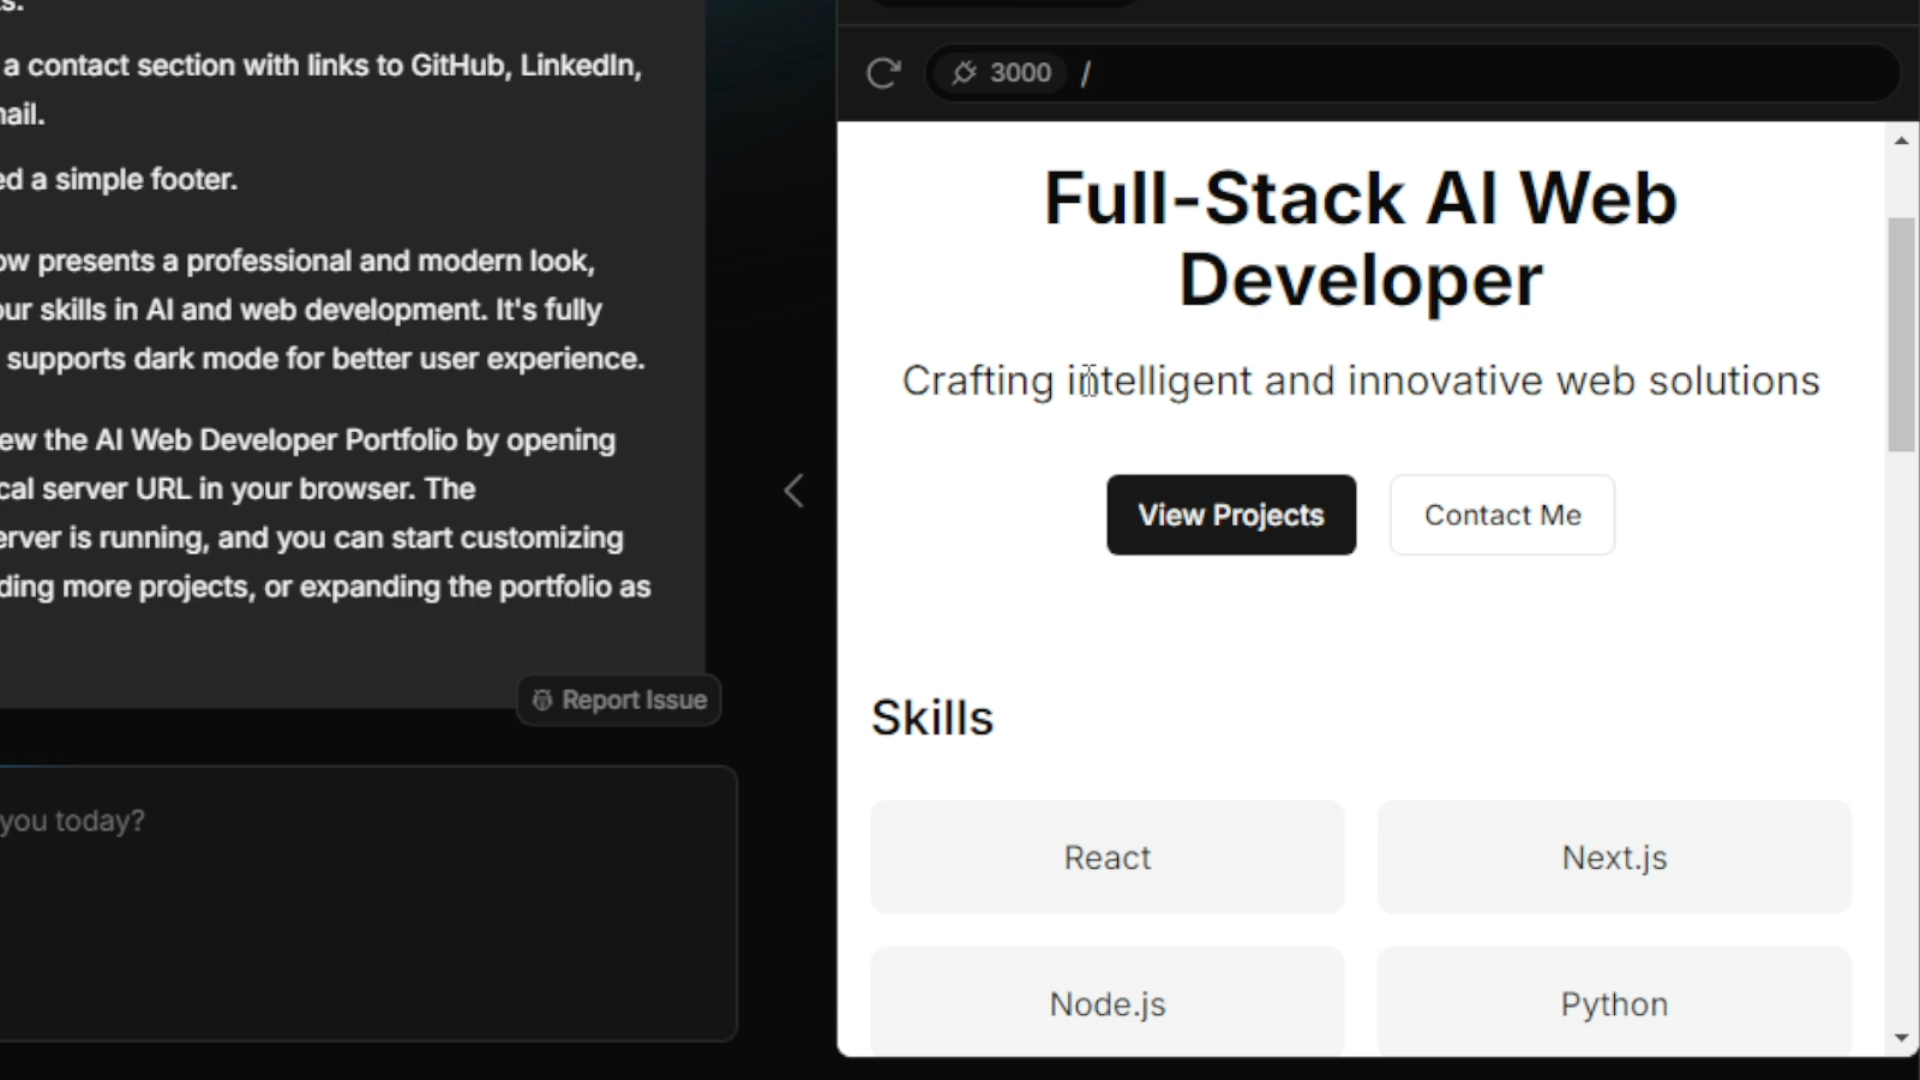 a contact section with links to GitHub, LinkedIn,
ed a simple footer.
ow presents a professional and modern look,
our skills in AI and web development. It's fully
supports dark mode for better user experience.
ew the AI Web Developer Portfolio by opening
cal server URL in your browser. The
erver is running, and you can start customizing
ding more projects, or expanding the portfolio as
Report Issue
you today?
3000 /
Full-Stack AI Web
Developer
Crafting intelligent and innovative web solutions
View Projects
Contact Me
Skills
React
Next.js
Node.js
Python